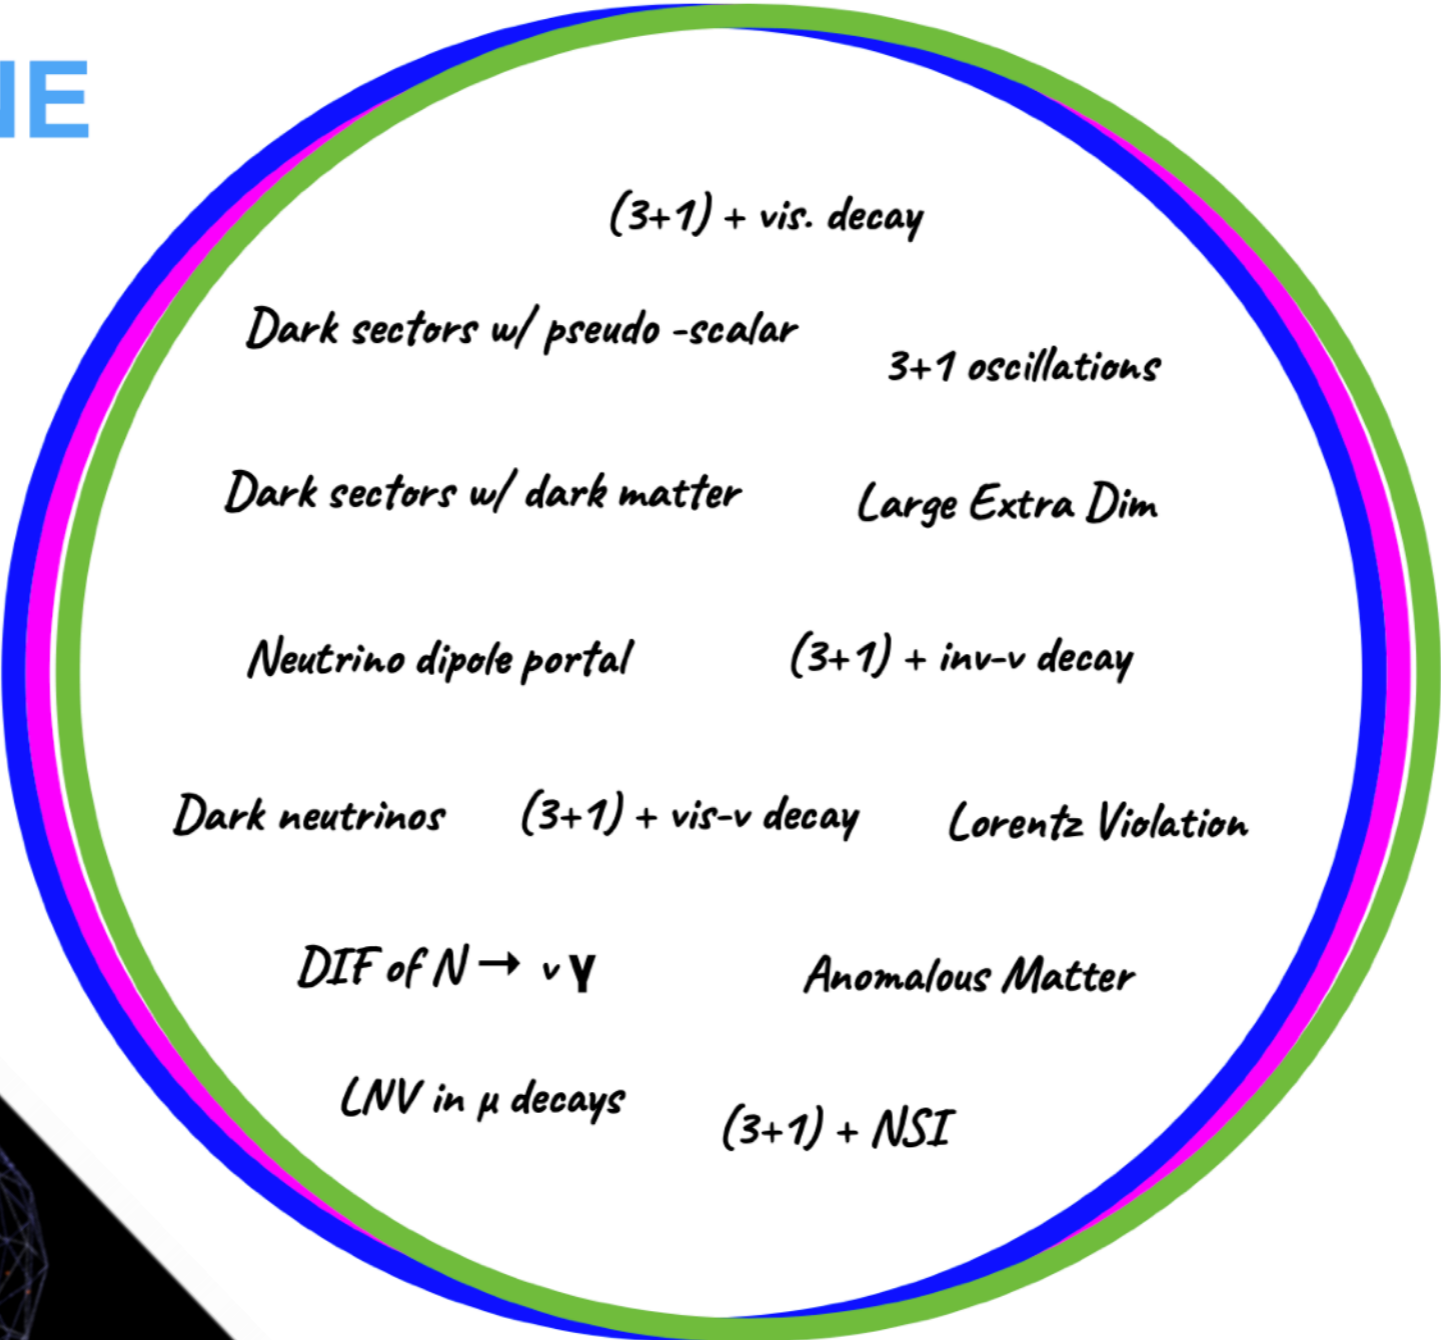 NE
(3+1) + vis. decay
Dark sectors w/ pseudo -scalar
3+1 oscillations
Dark sectors w/ dark matter
Large Extra Dim
Neutrino dipole portal
(3+1) + inv-ν decay
Dark neutrinos
(3+1) + vis-ν decay
Lorentz Violation
DIF of N → ν γ
Anomalous Matter
LNV in μ decays
(3+1) + NSI